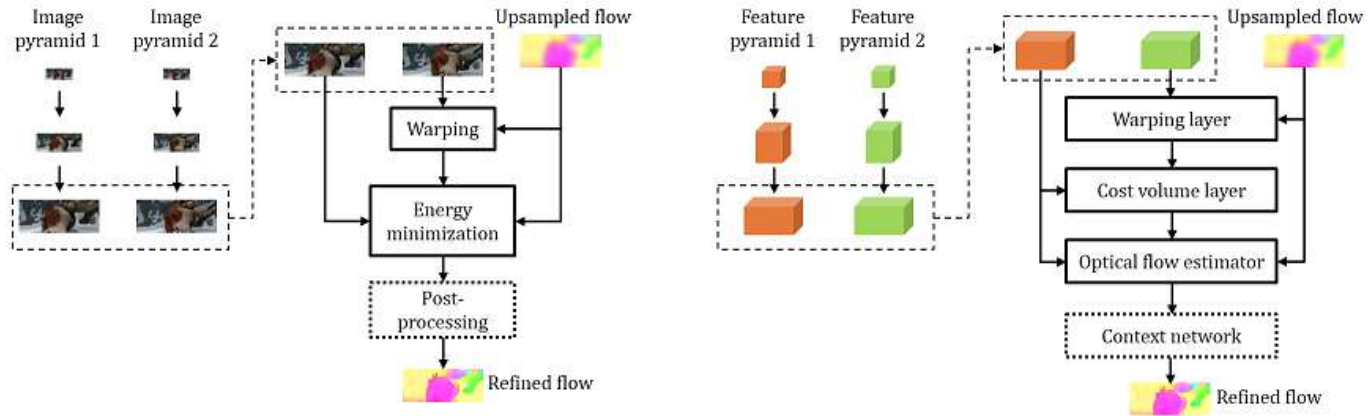 Image
pyramid 1
Image
pyramid 2
Upsampled flow
Warping
Energy
minimization
Post-
processing
Refined flow
Feature
pyramid 1
Feature
pyramid 2
Upsampled flow
Warping layer
Cost volume layer
Optical flow estimator
Context network
Refined flow